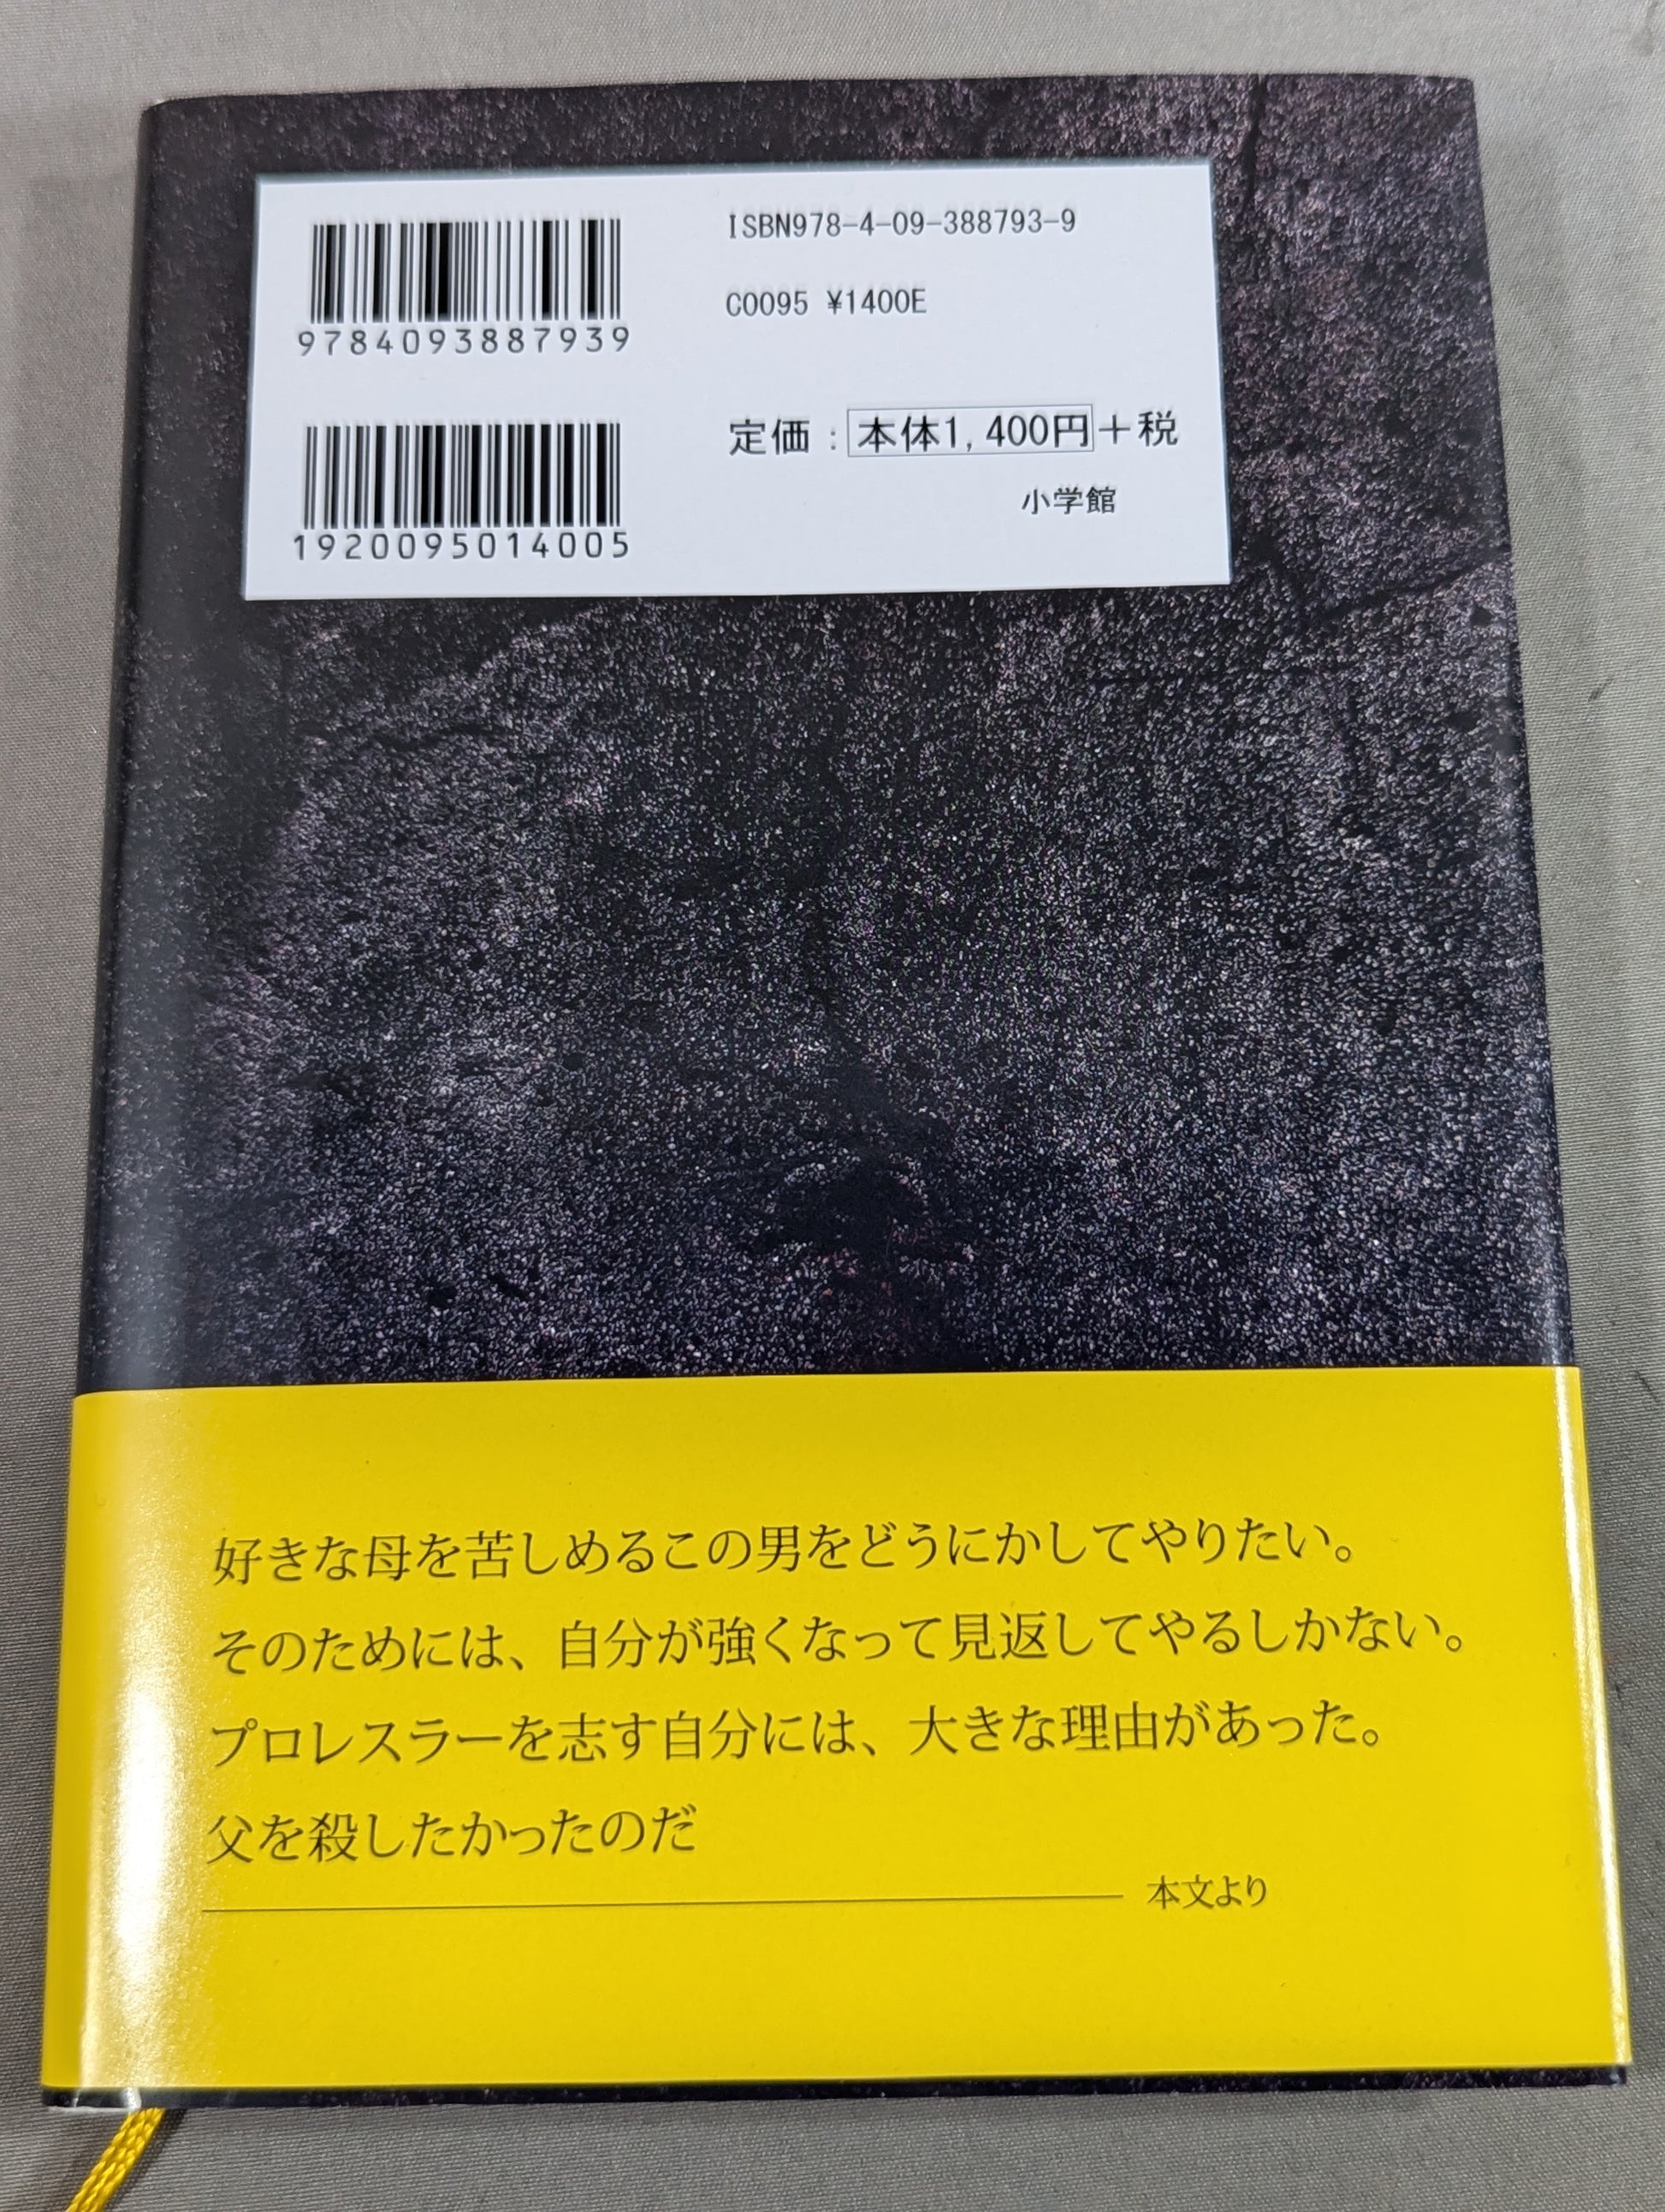 ISBN978-4-09-388793-9
C0095 ¥1400E
9784093887939
定価：本体1,400円＋税
小学館
1920095014005
好きな母を苦しめるこの男をどうにかしてやりたい。
そのためには、自分が強くなって見返してやるしかない。
プロレスラーを志す自分には、大きな理由があった。
父を殺したかったのだ
本文より